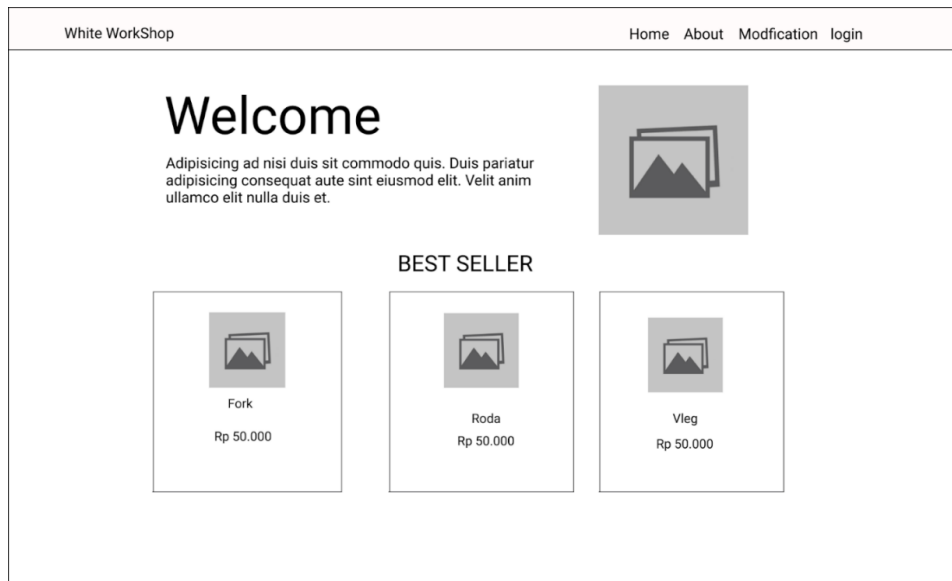 White WorkShop
Home About Modfication login
Welcome
Adipisicing ad nisi duis sit commodo quis. Duis pariatur
adipisicing consequat aute sint eiusmod elit. Velit anim
ullamco elit nulla duis et.
BEST SELLER
Fork
Rp 50.000
Roda
Rp 50.000
Vleg
Rp 50.000